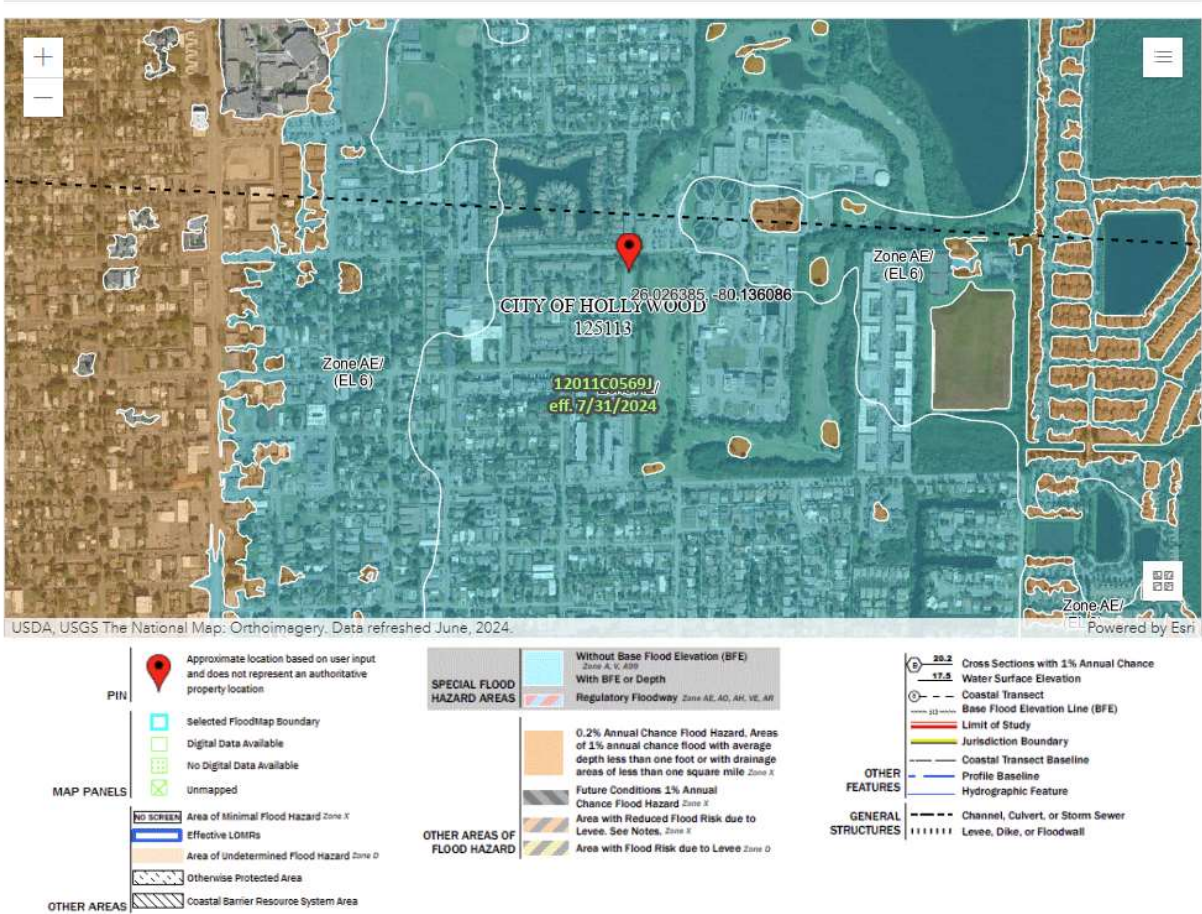 +
−
Zone AE/
(EL 6)
26.026385, -80.136086
CITY OF HOLLYWOOD
125113
Zone AE/
(EL 6)
12011C0569J
eff. 7/31/2024
Zone AE/
USDA, USGS The National Map: Orthoimagery. Data refreshed June, 2024.
Powered by Esri
PIN
Approximate location based on user input
and does not represent an authoritative
property location
MAP PANELS
Selected FloodMap Boundary
Digital Data Available
No Digital Data Available
Unmapped
OTHER AREAS
NO SCREEN Area of Minimal Flood Hazard Zone X
Effective LOMRs
Area of Undetermined Flood Hazard Zone D
Otherwise Protected Area
Coastal Barrier Resource System Area
SPECIAL FLOOD
HAZARD AREAS
Without Base Flood Elevation (BFE)
Zone A, V, A99
With BFE or Depth
Regulatory Floodway Zone AE, AO, AH, VE, AR
OTHER AREAS OF
FLOOD HAZARD
0.2% Annual Chance Flood Hazard, Areas
of 1% annual chance flood with average
depth less than one foot or with drainage
areas of less than one square mile Zone X
Future Conditions 1% Annual
Chance Flood Hazard Zone X
Area with Reduced Flood Risk due to
Levee. See Notes. Zone X
Area with Flood Risk due to Levee Zone D
OTHER
FEATURES
20.2 Cross Sections with 1% Annual Chance
17.5 Water Surface Elevation
Coastal Transect
Base Flood Elevation Line (BFE)
Limit of Study
Jurisdiction Boundary
Coastal Transect Baseline
Profile Baseline
Hydrographic Feature
GENERAL
STRUCTURES
Channel, Culvert, or Storm Sewer
Levee, Dike, or Floodwall